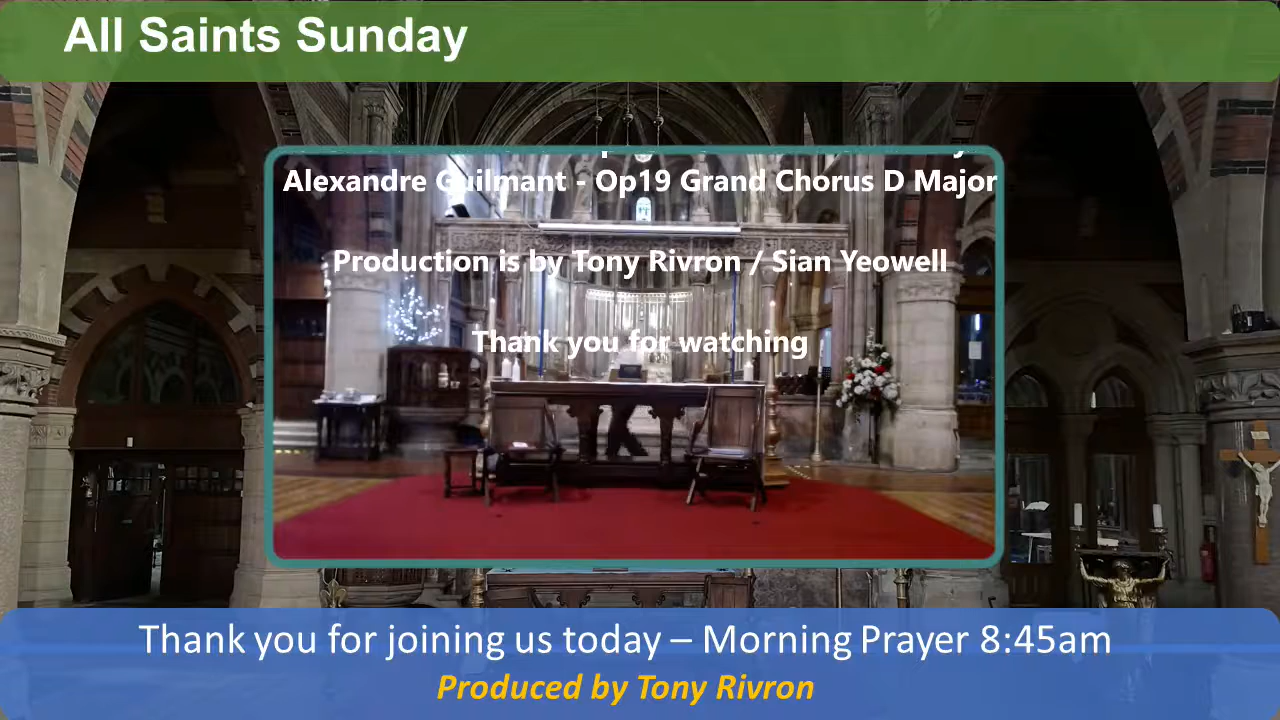 All Saints Sunday
Alexandre Guilmant - Op19 Grand Chorus D Major
Production is by Tony Rivron / Sian Yeowell
Thank you for watching
Thank you for joining us today – Morning Prayer 8:45am
Produced by Tony Rivron